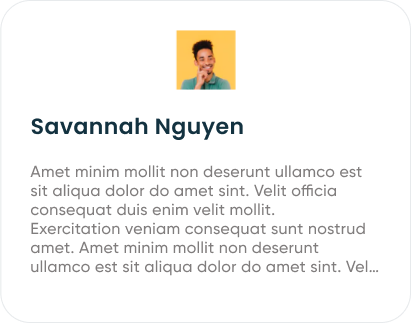 Savannah Nguyen
Amet minim mollit non deserunt ullamco est
sit aliqua dolor do amet sint. Velit officia
consequat duis enim velit mollit.
Exercitation veniam consequat sunt nostrud
amet. Amet minim mollit non deserunt
ullamco est sit aliqua dolor do amet sint. Vel...